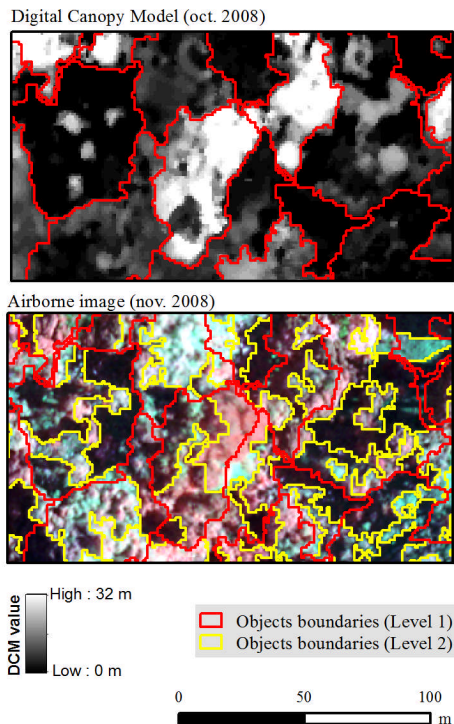 Digital Canopy Model (oct. 2008)
Airborne image (nov. 2008)
DCM value
High : 32 m
Low : 0 m
Objects boundaries (Level 1)
Objects boundaries (Level 2)
0 50 100
m